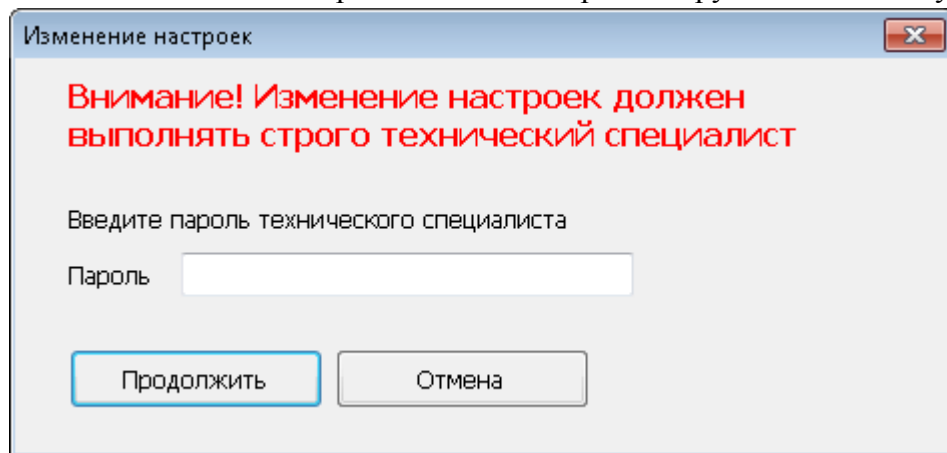 Изменение настроек
Внимание! Изменение настроек должен
выполнять строго технический специалист
Введите пароль технического специалиста
Пароль
Продолжить Отмена